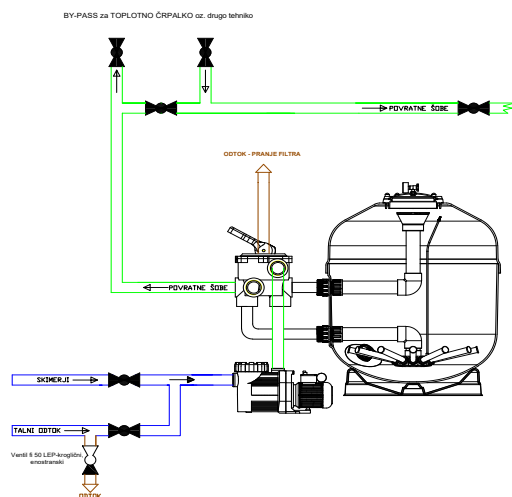 BY-PASS za TOPLOTNO ČRPALKO oz. drugo tehniko
POVRATNE ŠOBE
ODTOK - PRANJE FILTRA
POVRATNE ŠOBE
SKIMERJI
TALNI ODTOK
Ventil fi 50 LEP-kroglični,
enostranski
ODTOK